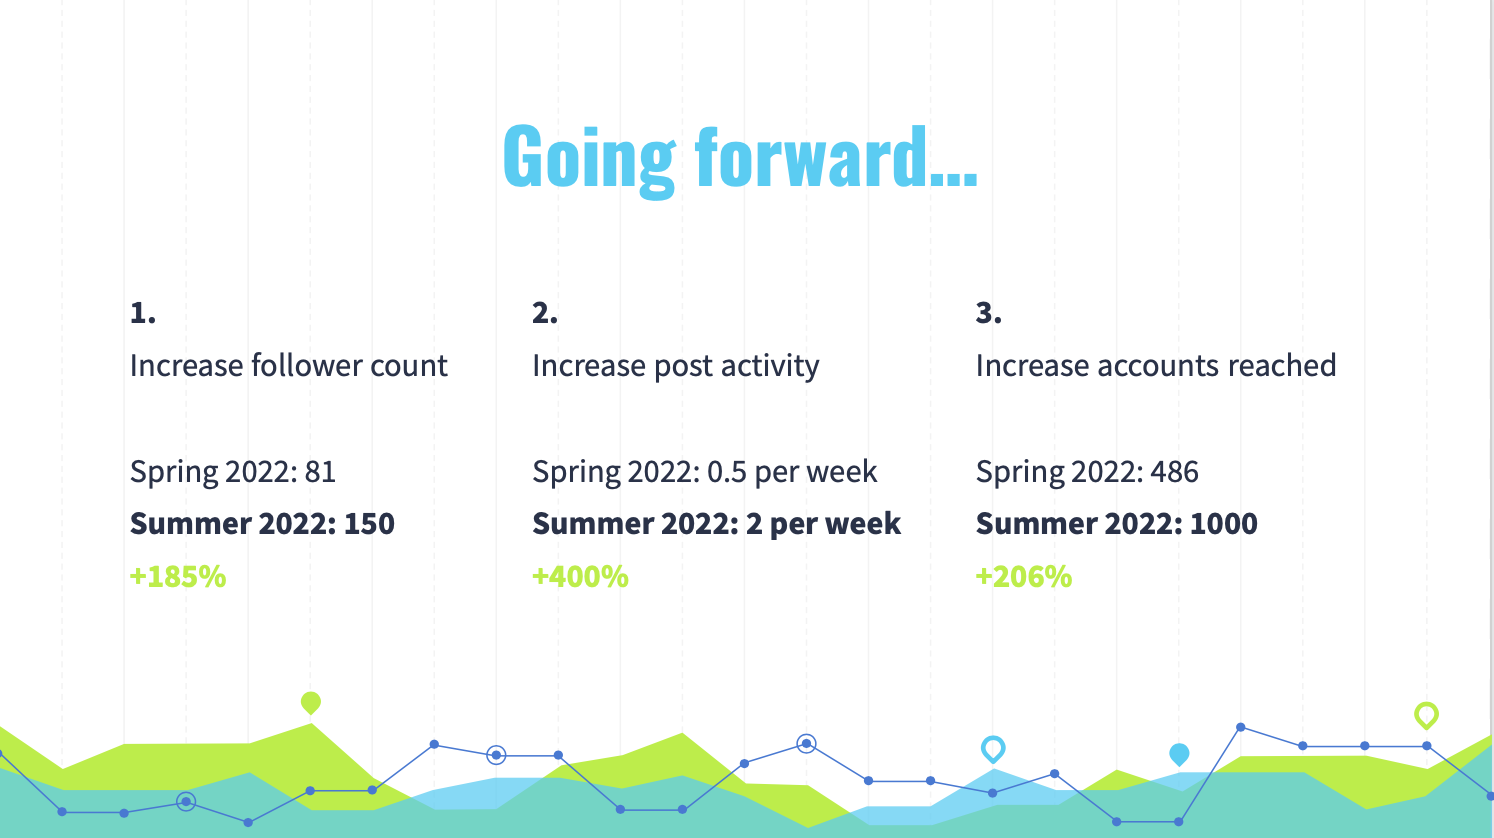 Going forward...
1.
Increase follower count
Spring 2022: 81
Summer 2022: 150
+185%
2.
Increase post activity
Spring 2022: 0.5 per week
Summer 2022: 2 per week
+400%
3.
Increase accounts reached
Spring 2022: 486
Summer 2022: 1000
+206%